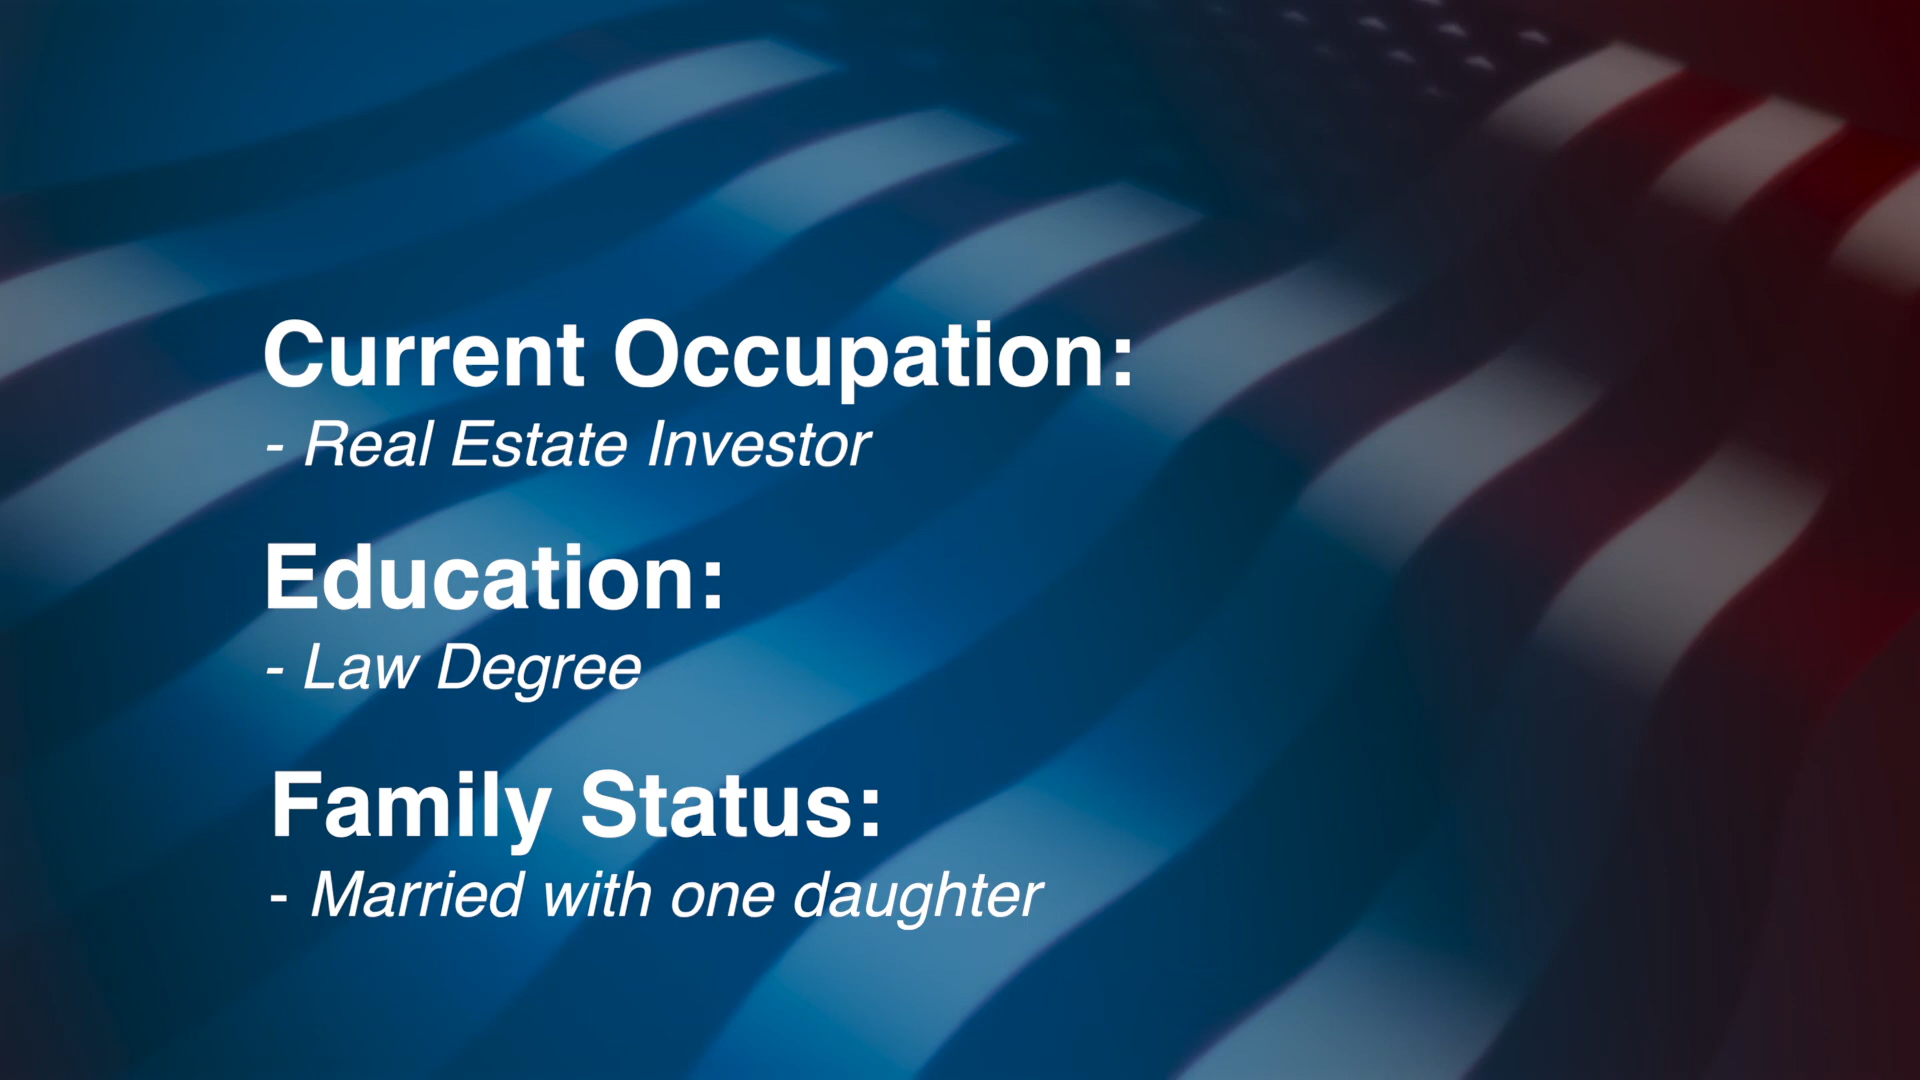 Current Occupation:
- Real Estate Investor
Education:
- Law Degree
Family Status:
- Married with one daughter